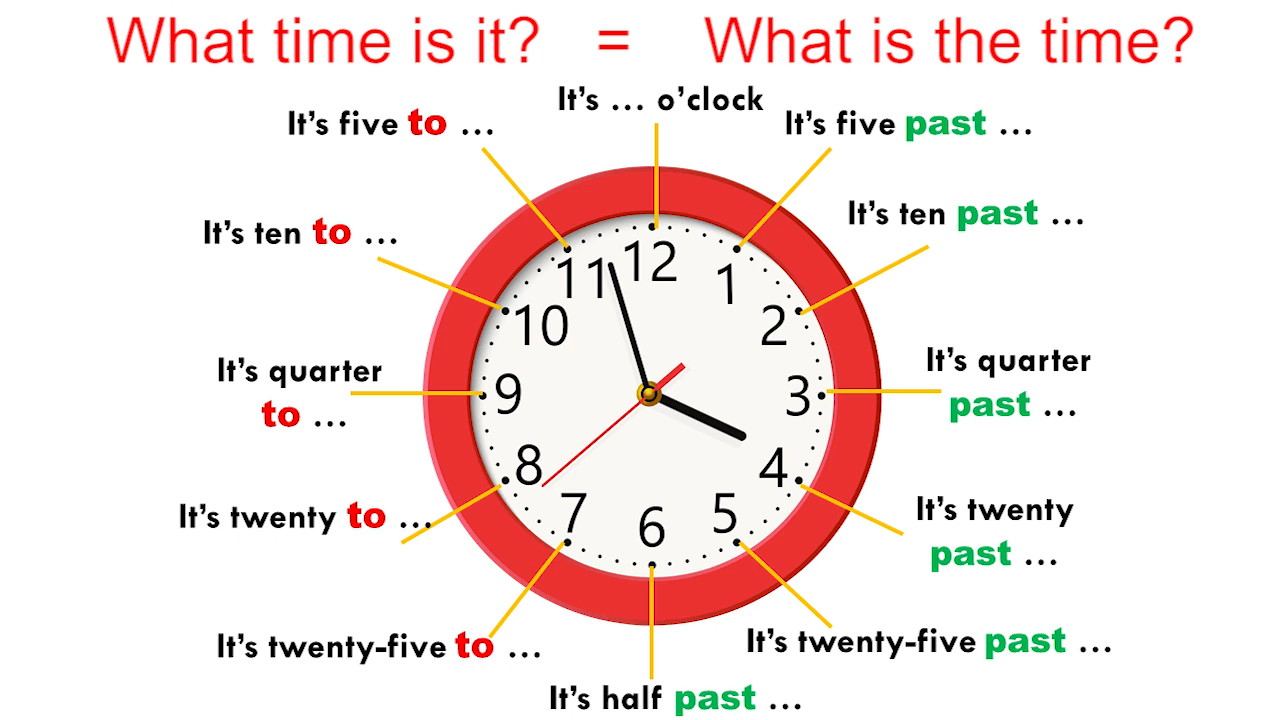 What time is it? = What is the time?
It’s … o’clock
It’s five to …
It’s five past …
It’s ten to …
It’s ten past …
It’s quarter
to …
It’s quarter
past …
It’s twenty to …
It’s twenty
past …
It’s twenty-five to …
It’s twenty-five past …
It’s half past …
12
1
2
3
4
5
6
7
8
9
10
11